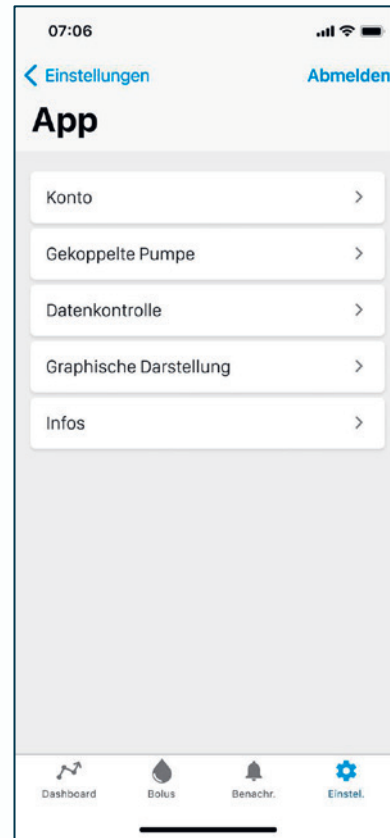 07:06
Einstellungen Abmelden
App
Konto
Gekoppelte Pumpe
Datenkontrolle
Graphische Darstellung
Infos
Dashboard Bolus Benachr. Einstel.